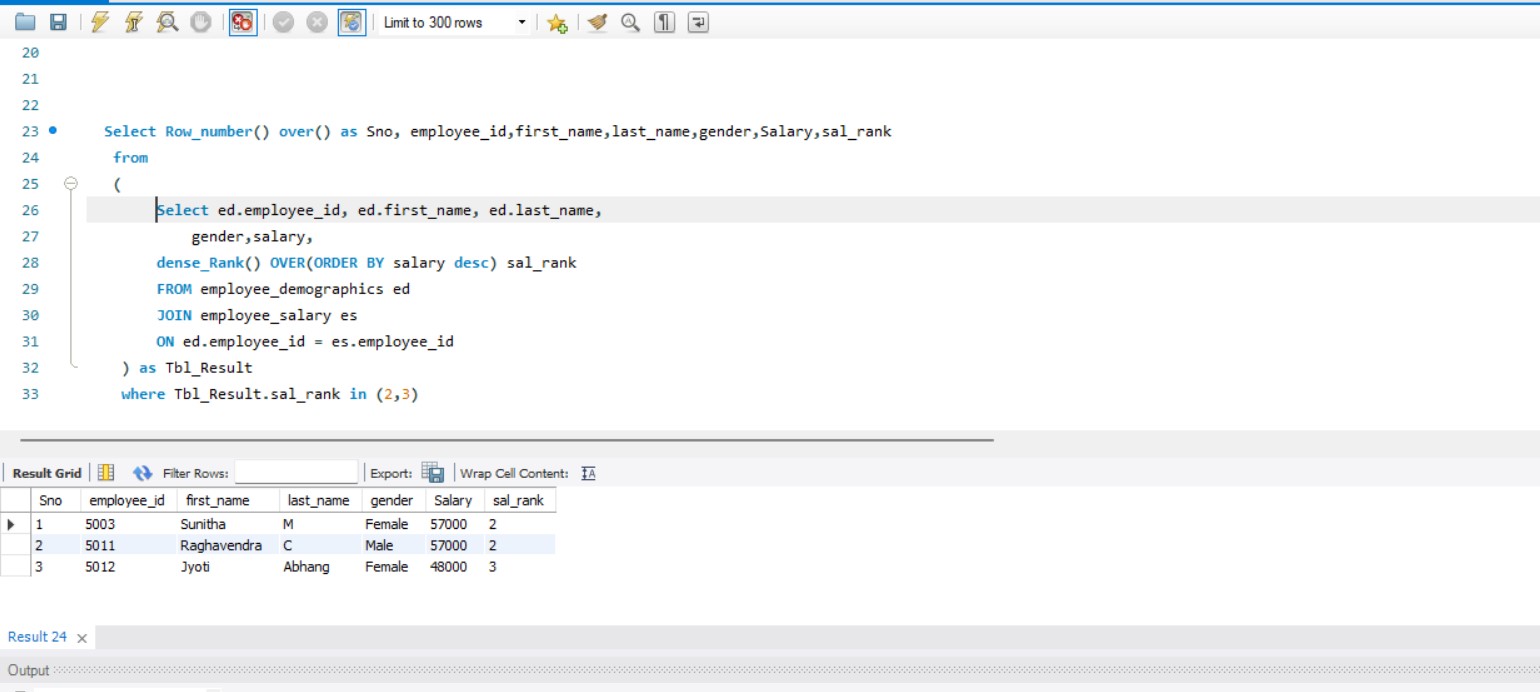 Limit to 300 rows
20
21
22
23 Select Row_number() over() as Sno, employee_id,first_name,last_name,gender,Salary,sal_rank
24 from
25 (
26 Select ed.employee_id, ed.first_name, ed.last_name,
27 gender,salary,
28 dense_Rank() OVER(ORDER BY salary desc) sal_rank
29 FROM employee_demographics ed
30 JOIN employee_salary es
31 ON ed.employee_id = es.employee_id
32 ) as Tbl_Result
33 where Tbl_Result.sal_rank in (2,3)
Result Grid Filter Rows: Export: Wrap Cell Content:
Sno employee_id first_name last_name gender Salary sal_rank
1 5003 Sunitha M Female 57000 2
2 5011 Raghavendra C Male 57000 2
3 5012 Jyoti Abhang Female 48000 3
Result 24
Output